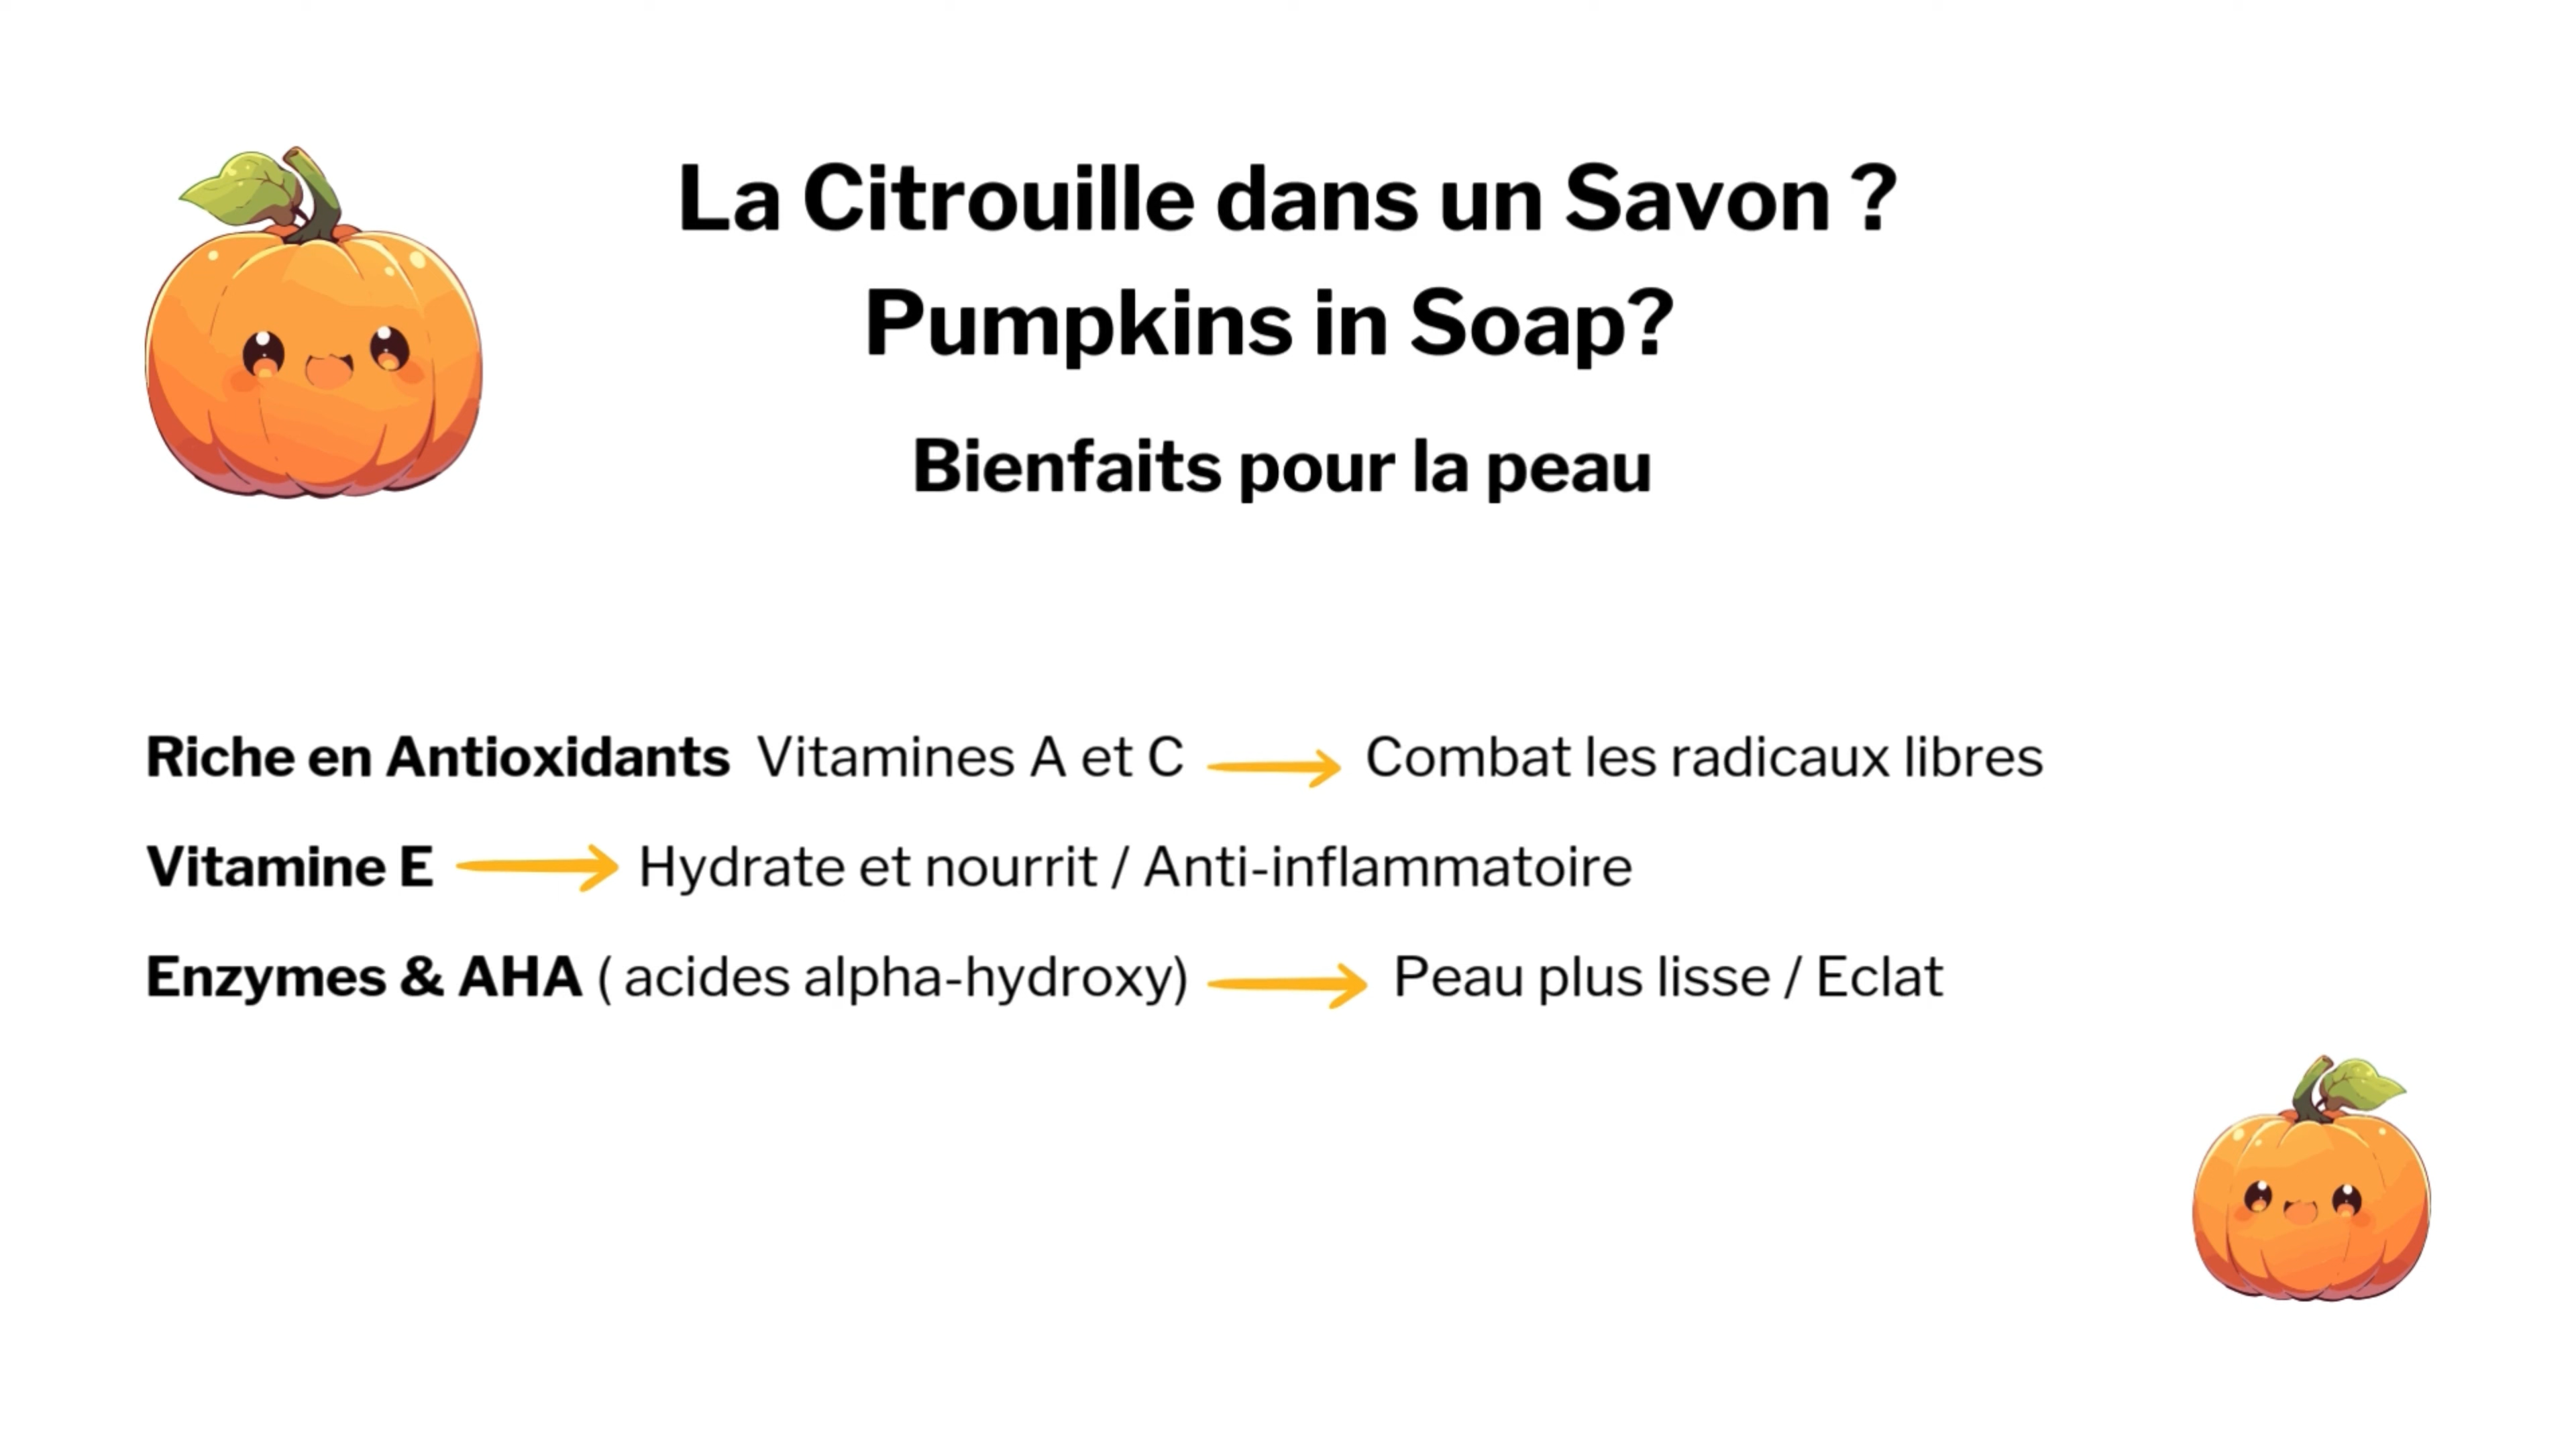 La Citrouille dans un Savon ?
Pumpkins in Soap?
Bienfaits pour la peau
Riche en Antioxidants Vitamines A et C → Combat les radicaux libres
Vitamine E → Hydrate et nourrit / Anti-inflammatoire
Enzymes & AHA ( acides alpha-hydroxy) → Peau plus lisse / Eclat